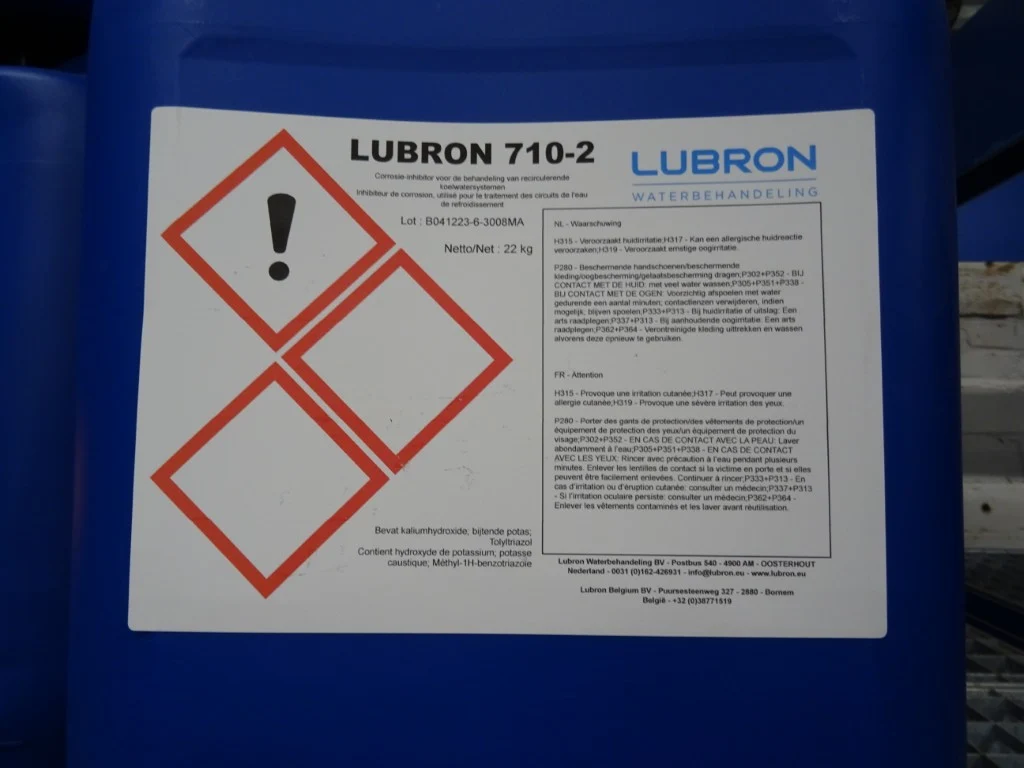 LUBRON 710-2
Corrosie-inhibitor voor de behandeling van recirculerende
koelwatersystemen
Inhibiteur de corrosion, utilisé pour le traitement des circuits de l'eau
de refroidissement
Lot : B041223-6-3008MA
Netto/Net : 22 kg
LUBRON
WATERBEHANDELING
NL - Waarschuwing
H315 - Veroorzaakt huidirritatie;H317 - Kan een allergische huidreactie
veroorzaken;H319 - Veroorzaakt ernstige oogirritatie.
P280 - Beschermende handschoenen/beschermende
kleding/oogbescherming/gelaatsbescherming dragen;P302+P352 - BIJ
CONTACT MET DE HUID: met veel water wassen;P305+P351+P338 -
BIJ CONTACT MET DE OGEN: Voorzichtig afspoelen met water
gedurende een aantal minuten; contactlenzen verwijderen, indien
mogelijk; blijven spoelen;P333+P313 - Bij huidirritatie of uitslag: Een
arts raadplegen;P337+P313 - Bij aanhoudende oogirritatie: Een arts
raadplegen;P362+P364 - Verontreinigde kleding uittrekken en wassen
alvorens deze opnieuw te gebruiken.
FR - Attention
H315 - Provoque une irritation cutanée;H317 - Peut provoquer une
allergie cutanée;H319 - Provoque une sévère irritation des yeux.
P280 - Porter des gants de protection/des vêtements de protection/un
équipement de protection des yeux/un équipement de protection du
visage;P302+P352 - EN CAS DE CONTACT AVEC LA PEAU: Laver
abondamment à l'eau;P305+P351+P338 - EN CAS DE CONTACT
AVEC LES YEUX: Rincer avec précaution à l'eau pendant plusieurs
minutes. Enlever les lentilles de contact si la victime en porte et si elles
peuvent être facilement enlevées. Continuer à rincer;P333+P313 - En
cas d'irritation ou d'éruption cutanée: consulter un médecin;P337+P313
- Si l'irritation oculaire persiste: consulter un médecin;P362+P364 -
Enlever les vêtements contaminés et les laver avant réutilisation.
Bevat kaliumhydroxide; bijtende potas;
Tolyltriazol
Contient hydroxyde de potassium; potasse
caustique; Méthyl-1H-benzotriazole
Lubron Waterbehandeling BV - Postbus 540 - 4900 AM - OOSTERHOUT
Nederland - 0031 (0)162-426931 - info@lubron.eu - www.lubron.eu
Lubron Belgium BV - Puursesteenweg 327 - 2880 - Bornem
België - +32 (0)38771519